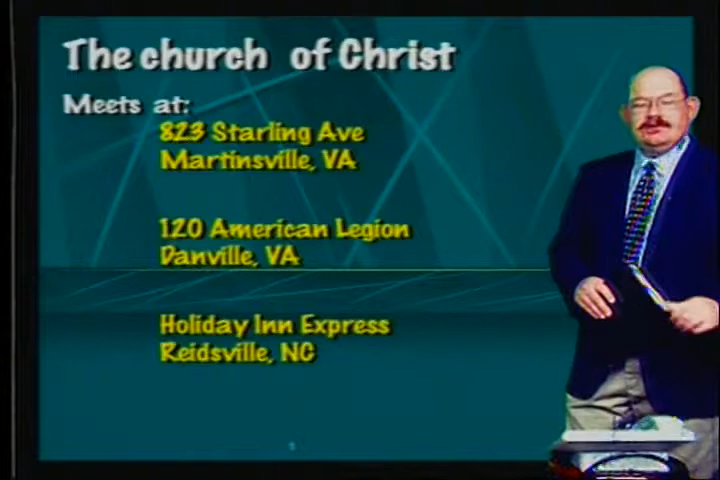 The church of Christ
Meets at:
823 Starling Ave
Martinsville, VA
120 American Legion
Danville, VA
Holiday Inn Express
Reidsville, NC